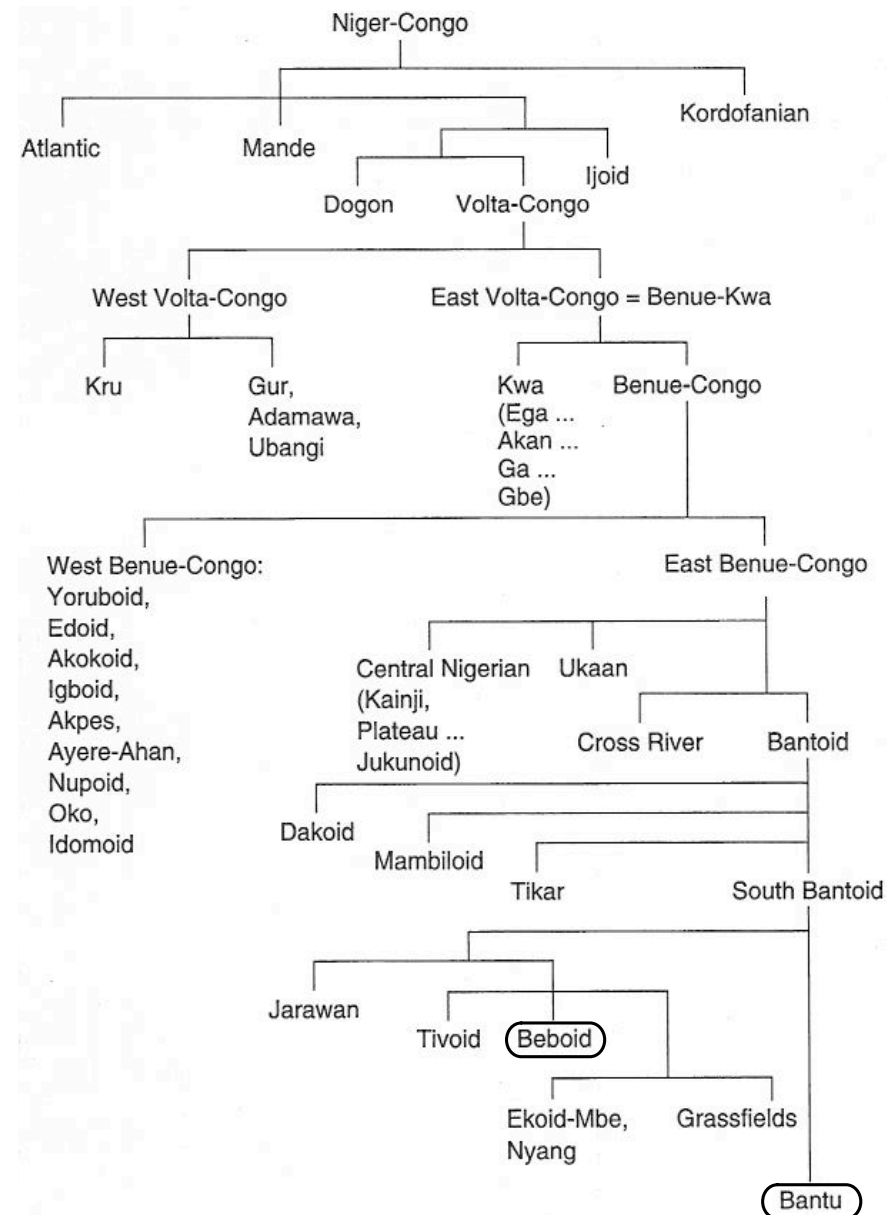 Niger-Congo
Kordofanian
Atlantic
Mande
Ijoid
Dogon
Volta-Congo
West Volta-Congo
East Volta-Congo = Benue-Kwa
Kru
Gur,
Adamawa,
Ubangi
Kwa
(Ega ...
Akan ...
Ga ...
Gbe)
Benue-Congo
West Benue-Congo:
Yoruboid,
Edoid,
Akokoid,
Igboid,
Akpes,
Ayere-Ahan,
Nupoid,
Oko,
Idomoid
East Benue-Congo
Central Nigerian
(Kainji,
Plateau ...
Jukunoid)
Ukaan
Cross River
Bantoid
Dakoid
Mambiloid
Tikar
South Bantoid
Jarawan
Tivoid
Beboid
Ekoid-Mbe,
Nyang
Grassfields
Bantu